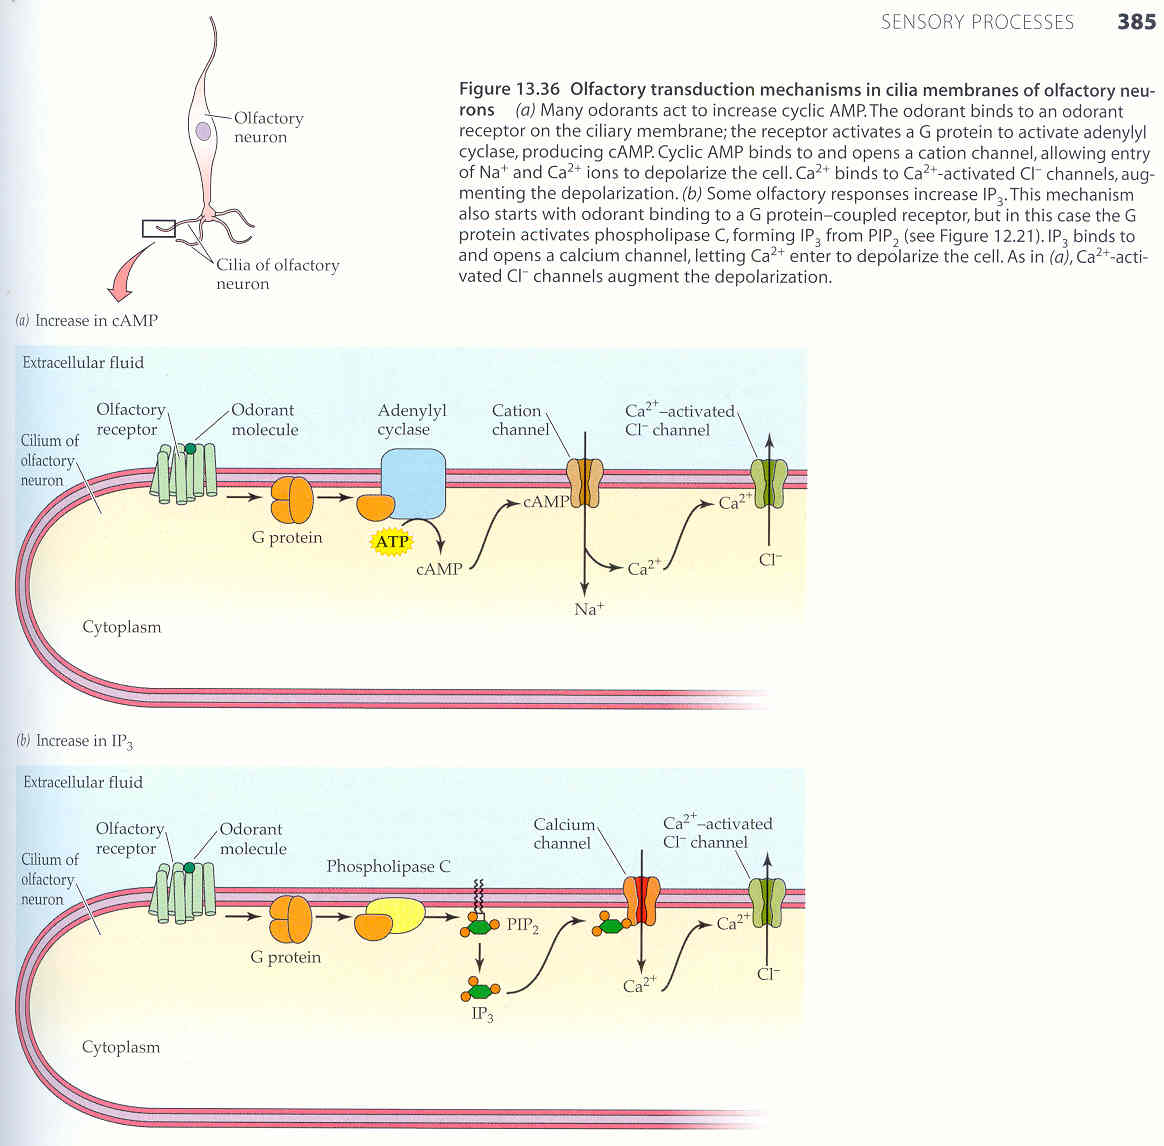 SENSORY PROCESSES 385
Figure 13.36 Olfactory transduction mechanisms in cilia membranes of olfactory neu-
rons (a) Many odorants act to increase cyclic AMP. The odorant binds to an odorant
receptor on the ciliary membrane; the receptor activates a G protein to activate adenylyl
cyclase, producing cAMP. Cyclic AMP binds to and opens a cation channel, allowing entry
of Na⁺ and Ca²⁺ ions to depolarize the cell. Ca²⁺ binds to Ca²⁺-activated Cl⁻ channels, aug-
menting the depolarization. (b) Some olfactory responses increase IP₃. This mechanism
also starts with odorant binding to a G protein–coupled receptor, but in this case the G
protein activates phospholipase C, forming IP₃ from PIP₂ (see Figure 12.21). IP₃ binds to
and opens a calcium channel, letting Ca²⁺ enter to depolarize the cell. As in (a), Ca²⁺-acti-
vated Cl⁻ channels augment the depolarization.
Olfactory
neuron
Cilia of olfactory
neuron
(a) Increase in cAMP
Extracellular fluid
Cilium of
olfactory
neuron
Olfactory
receptor
Odorant
molecule
G protein
Adenylyl
cyclase
ATP
cAMP
Cation
channel
cAMP
Na⁺
Ca²⁺
Ca²⁺–activated
Cl⁻ channel
Ca²⁺
Cl⁻
Cytoplasm
(b) Increase in IP₃
Extracellular fluid
Cilium of
olfactory
neuron
Olfactory
receptor
Odorant
molecule
G protein
Phospholipase C
PIP₂
IP₃
Calcium
channel
Ca²⁺
Ca²⁺–activated
Cl⁻ channel
Ca²⁺
Cl⁻
Cytoplasm